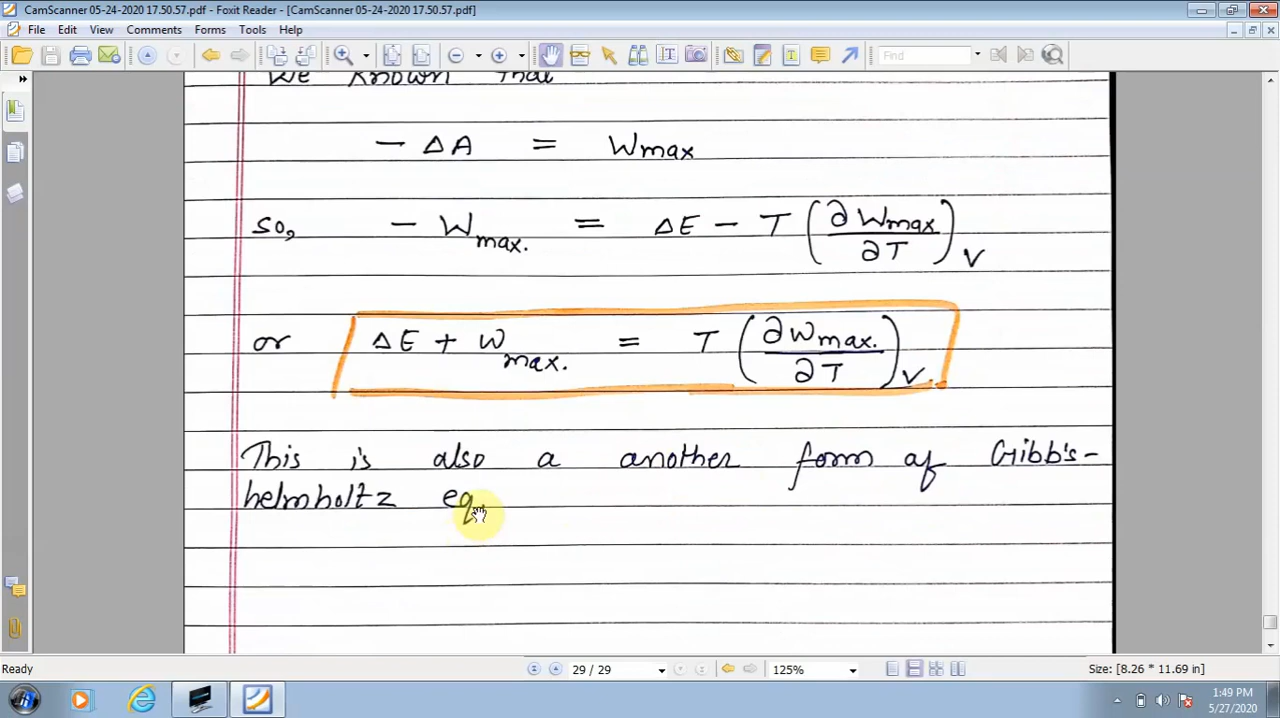 CamScanner 05-24-2020 17.50.57.pdf - Foxit Reader - [CamScanner 05-24-2020 17.50.57.pdf]
File Edit View Comments Forms Tools Help
Find
We known that
- ΔA = Wmax
so, - Wmax. = ΔE - T (∂Wmax/∂T)V
or ΔE + Wmax. = T (∂Wmax./∂T)V
This is also a another form of Gibb's-
helmholtz eq.
Ready 29 / 29 125% Size: [8.26 * 11.69 in]
1:49 PM
5/27/2020